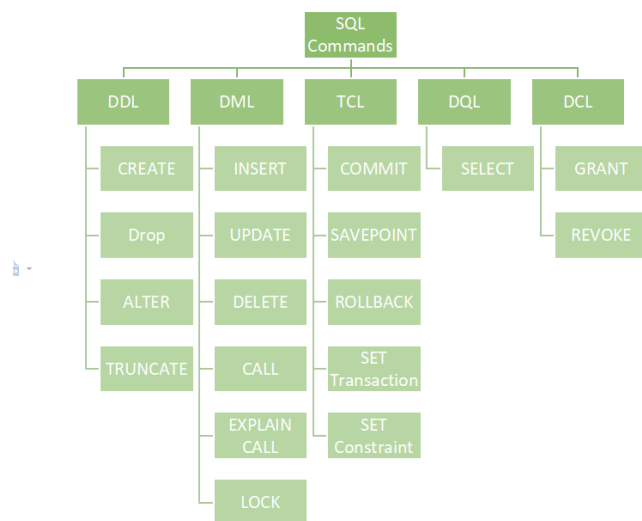 SQL
Commands
DDL
DML
TCL
DQL
DCL
CREATE
INSERT
COMMIT
SELECT
GRANT
Drop
UPDATE
SAVEPOINT
REVOKE
ALTER
DELETE
ROLLBACK
TRUNCATE
CALL
SET
Transaction
EXPLAIN
CALL
SET
Constraint
LOCK